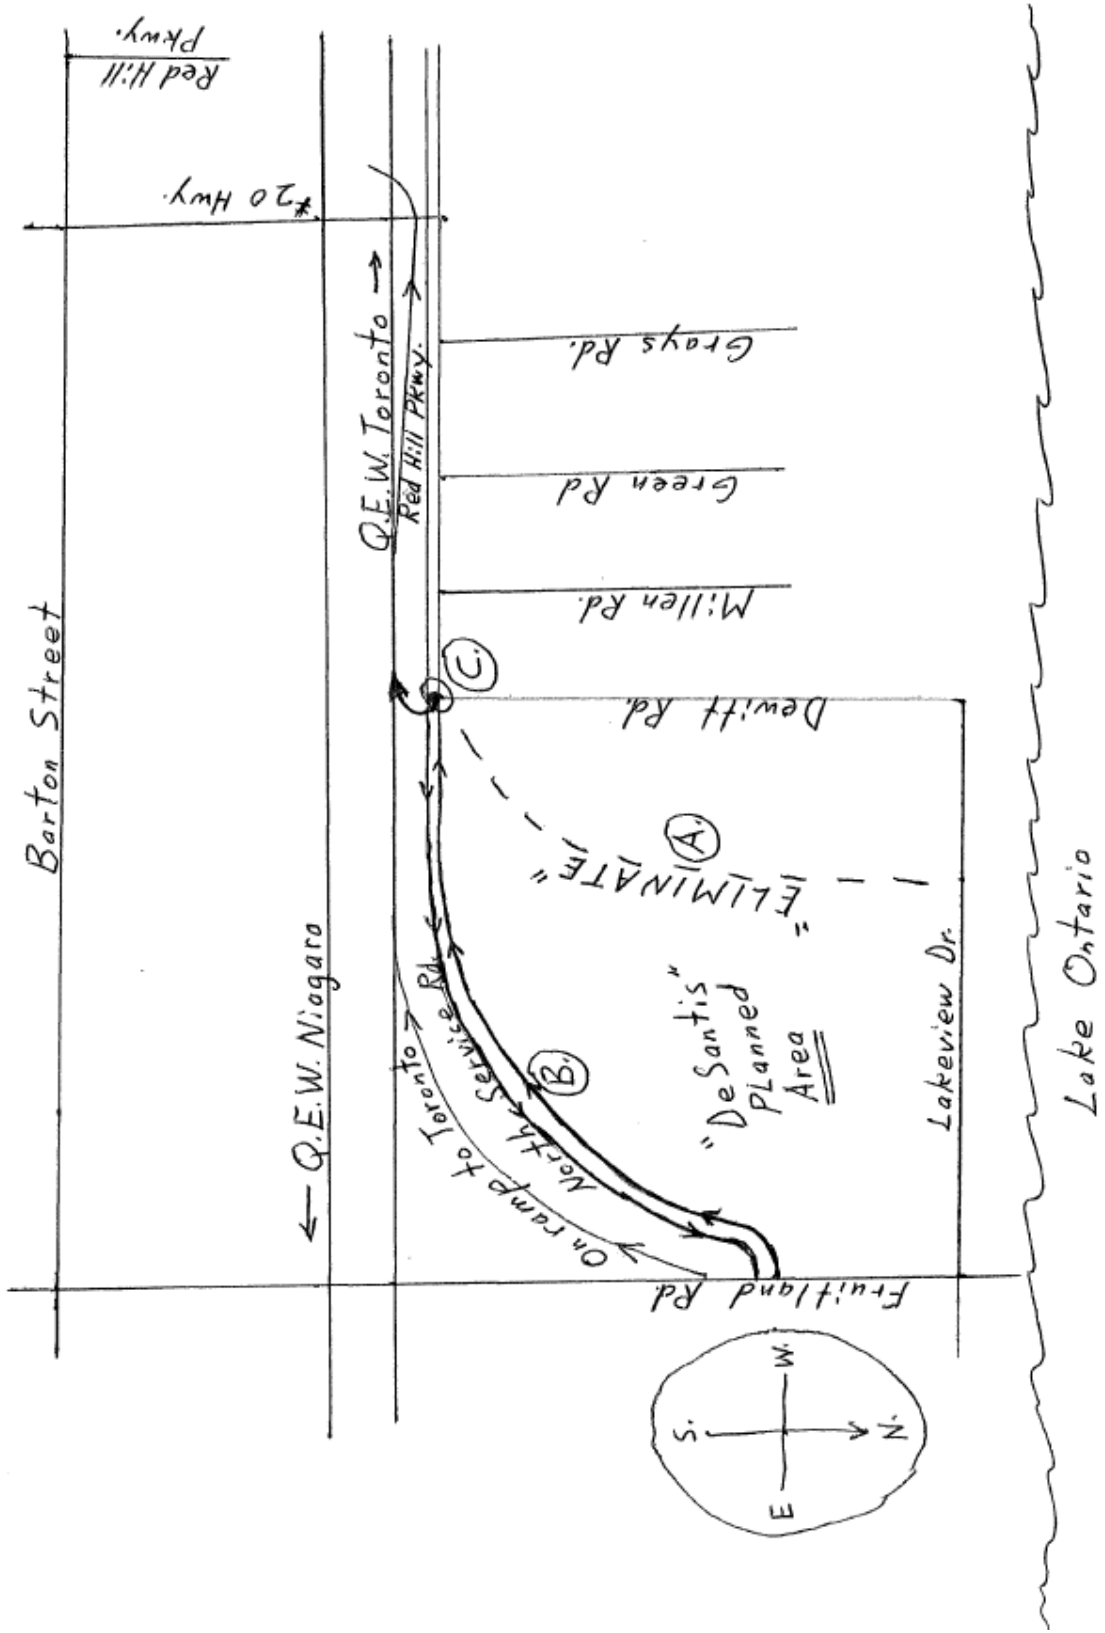 Red Hill
Pkwy.
#20 Hwy.
Barton Street
Q.E.W. Toronto →
Red Hill Pkwy.
Grays Rd.
Green Rd
Millen Rd.
C.
Dewitt Rd.
A.
"ELIMINATE"
← Q.E.W. Niagara
On ramp to Toronto
North Service Rd.
B.
"DeSantis"
PLanned
Area
Lakeview Dr.
Lake Ontario
Fruitland Rd
S.
E
W.
N.